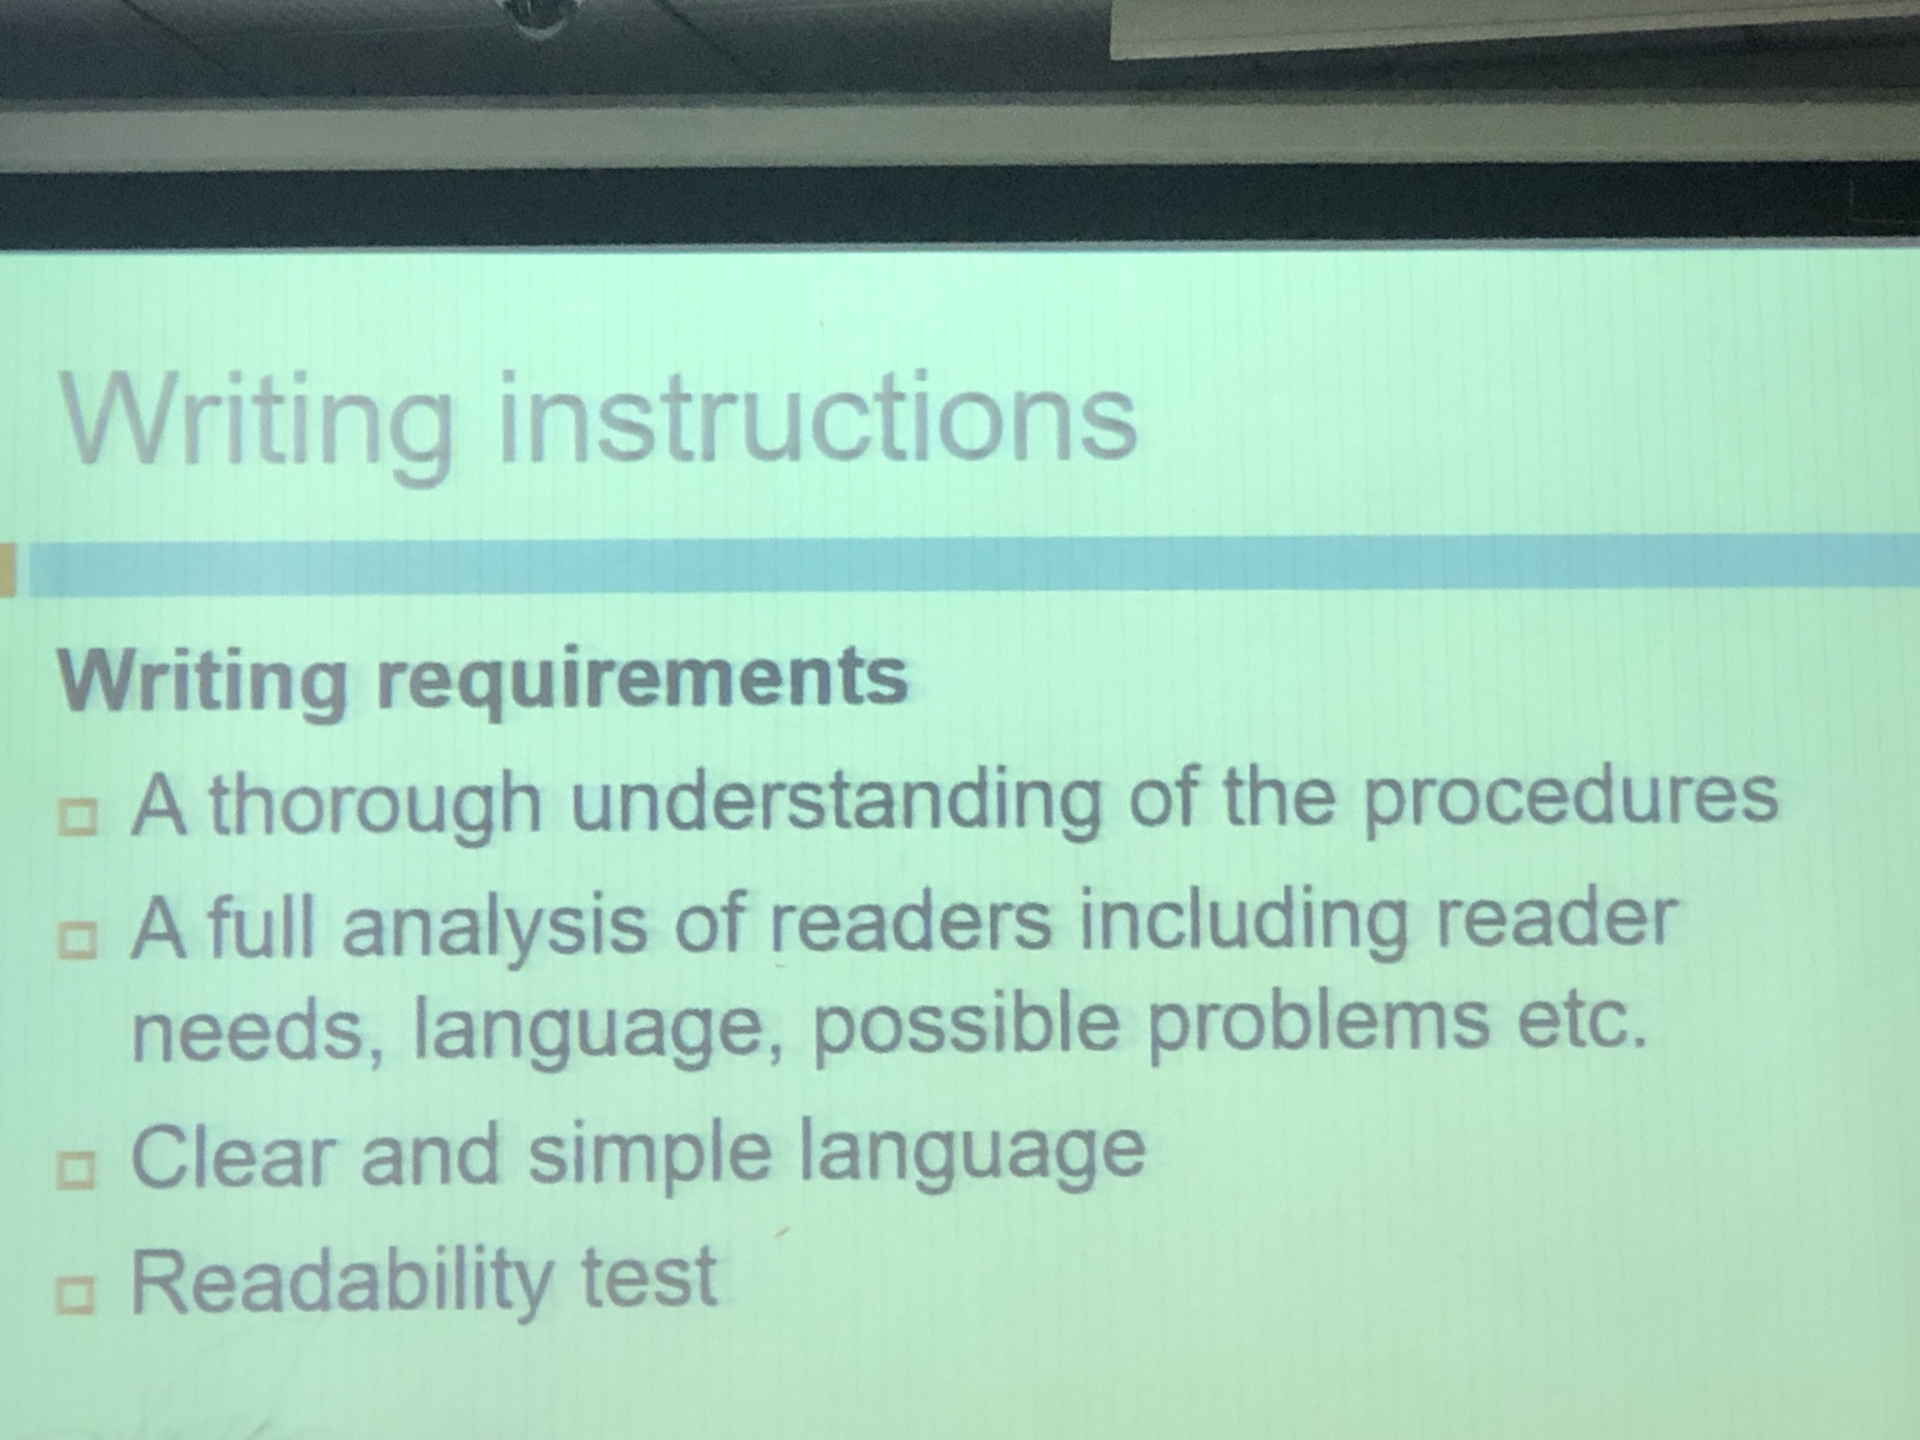 Writing instructions
Writing requirements
A thorough understanding of the procedures
A full analysis of readers including reader
needs, language, possible problems etc.
Clear and simple language
Readability test